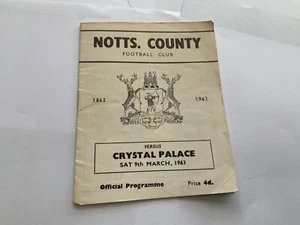 NOTTS. COUNTY
FOOTBALL CLUB
1862 1962
VERSUS
CRYSTAL PALACE
SAT 9th MARCH, 1963
Official Programme Price 4d.